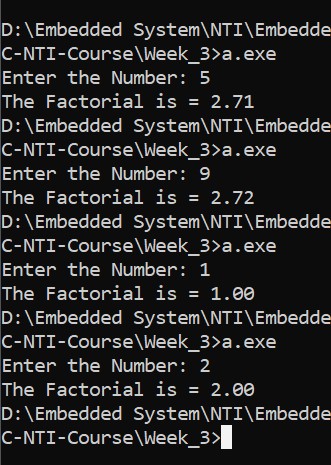 D:\Embedded System\NTI\Embedde
C-NTI-Course\Week_3>a.exe
Enter the Number: 5
The Factorial is = 2.71
D:\Embedded System\NTI\Embedde
C-NTI-Course\Week_3>a.exe
Enter the Number: 9
The Factorial is = 2.72
D:\Embedded System\NTI\Embedde
C-NTI-Course\Week_3>a.exe
Enter the Number: 1
The Factorial is = 1.00
D:\Embedded System\NTI\Embedde
C-NTI-Course\Week_3>a.exe
Enter the Number: 2
The Factorial is = 2.00
D:\Embedded System\NTI\Embedde
C-NTI-Course\Week_3>